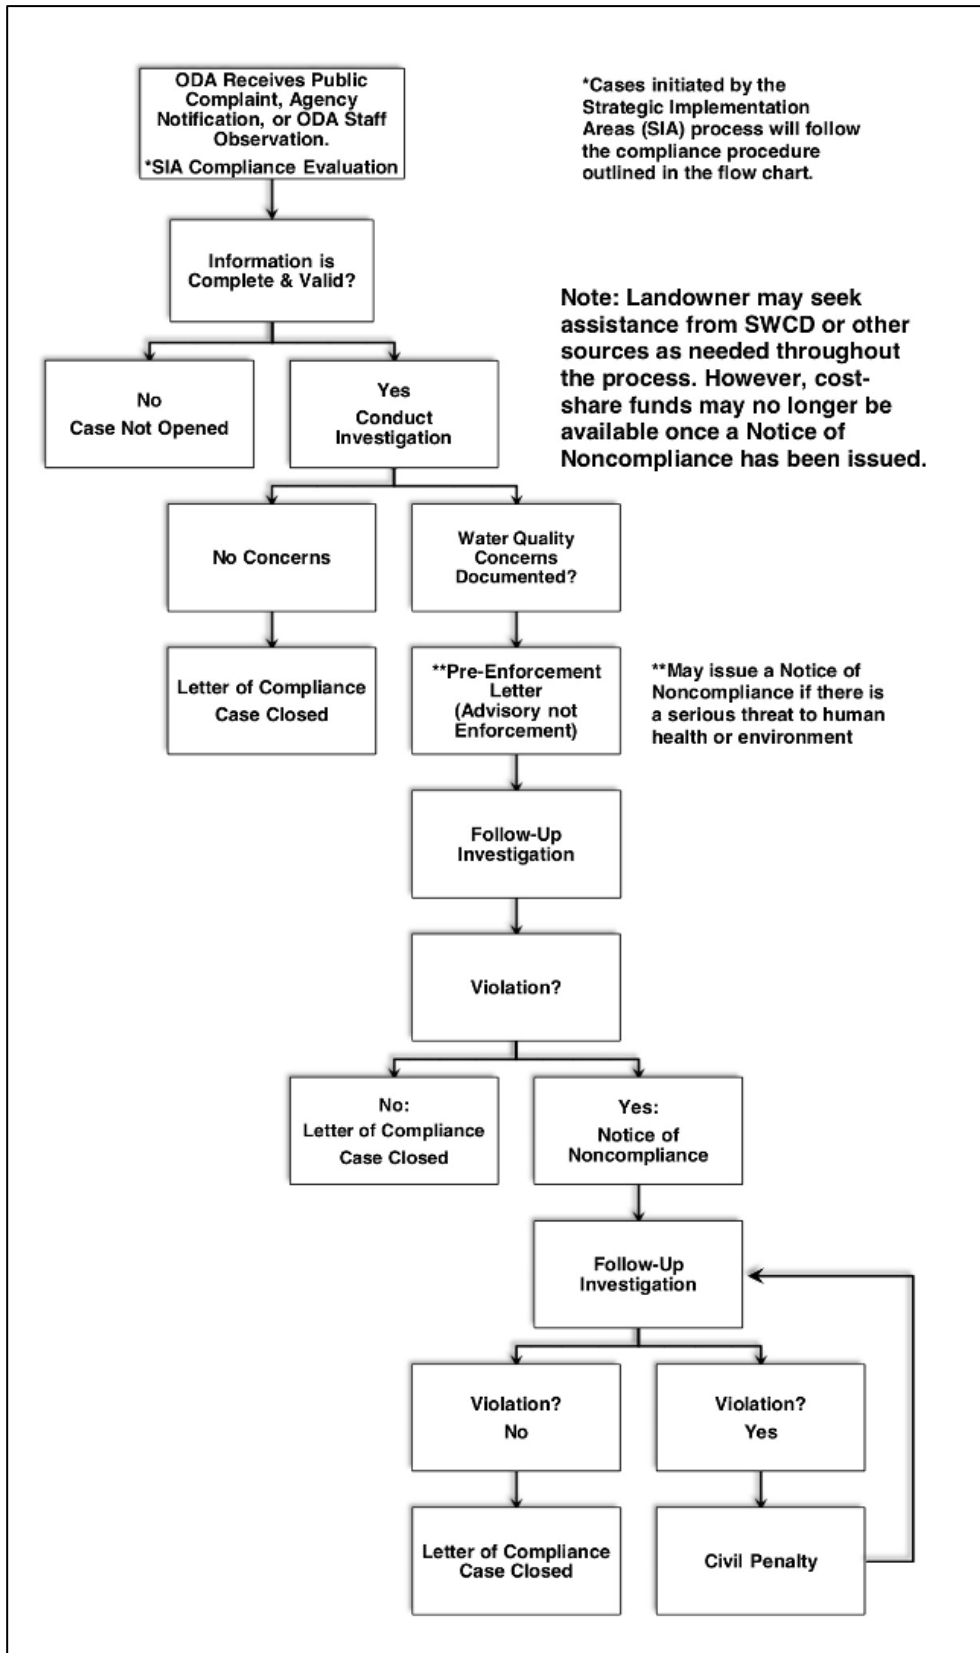 ODA Receives Public
Complaint, Agency
Notification, or ODA Staff
Observation.
*SIA Compliance Evaluation
*Cases initiated by the
Strategic Implementation
Areas (SIA) process will follow
the compliance procedure
outlined in the flow chart.
Information is
Complete & Valid?
Note: Landowner may seek
assistance from SWCD or other
sources as needed throughout
the process. However, cost-
share funds may no longer be
available once a Notice of
Noncompliance has been issued.
No
Case Not Opened
Yes
Conduct
Investigation
No Concerns
Water Quality
Concerns
Documented?
Letter of Compliance
Case Closed
**Pre-Enforcement
Letter
(Advisory not
Enforcement)
**May issue a Notice of
Noncompliance if there is
a serious threat to human
health or environment
Follow-Up
Investigation
Violation?
No:
Letter of Compliance
Case Closed
Yes:
Notice of
Noncompliance
Follow-Up
Investigation
Violation?
No
Violation?
Yes
Letter of Compliance
Case Closed
Civil Penalty